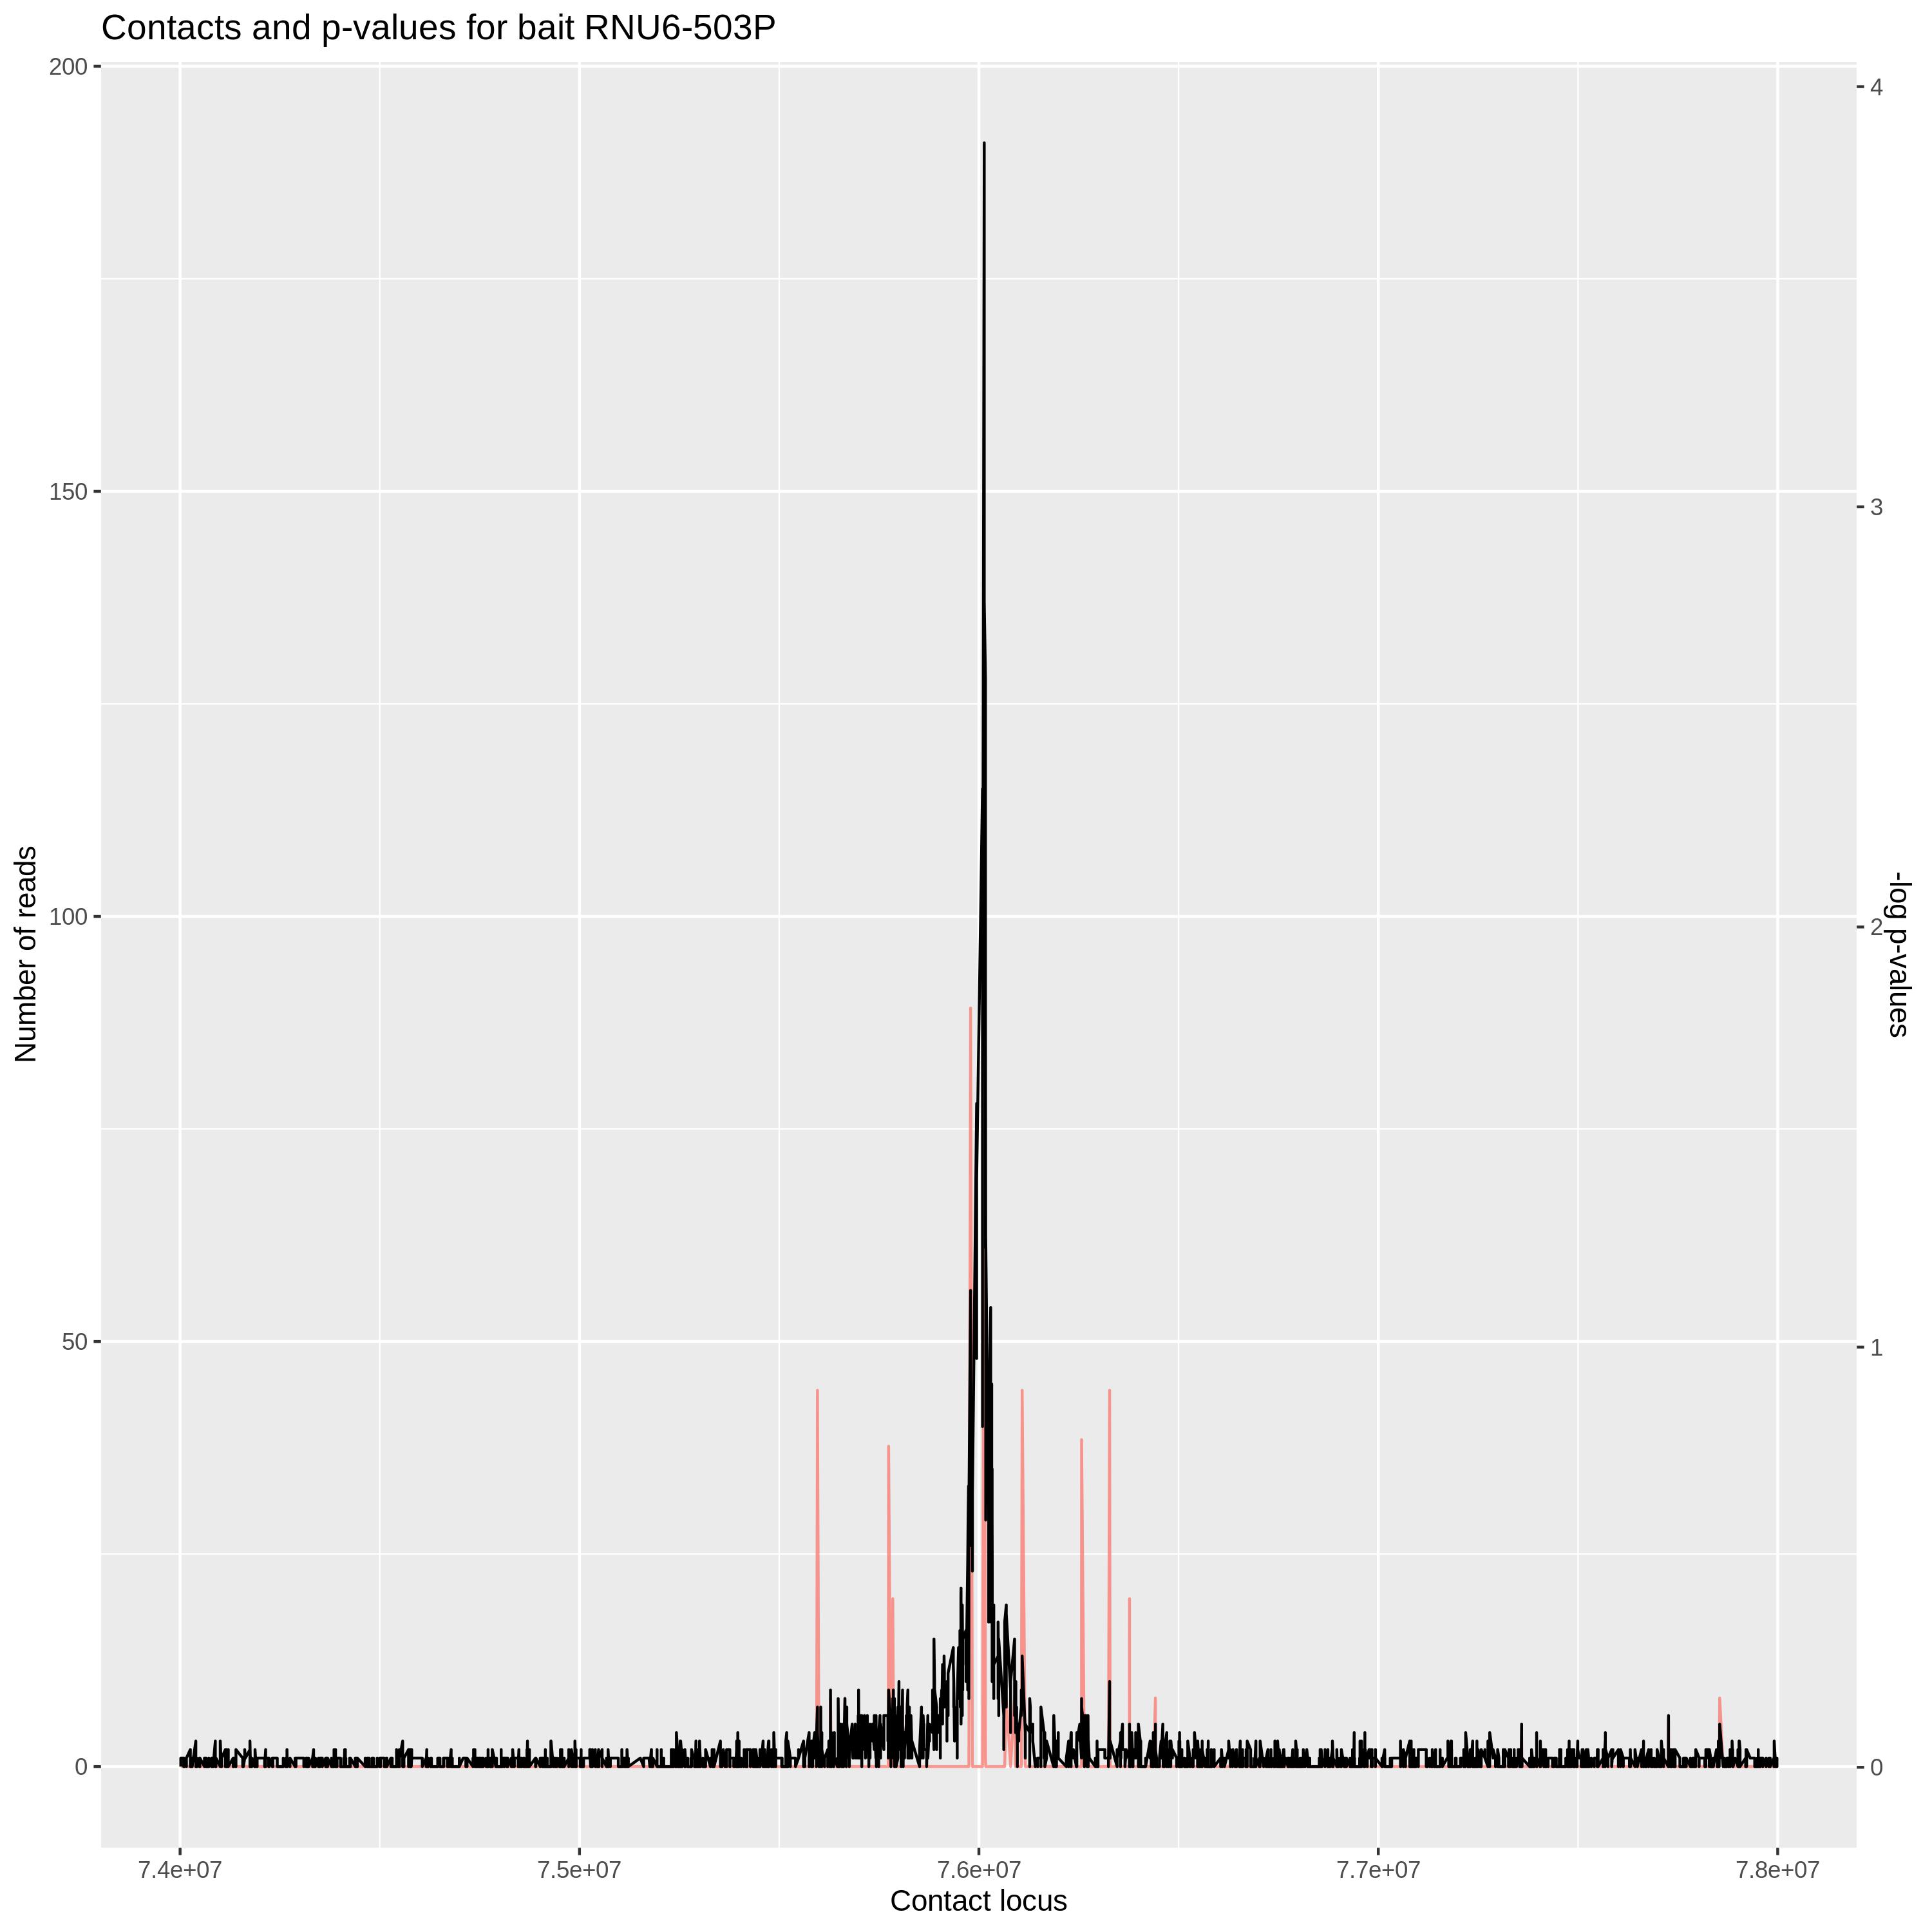 Contacts and p-values for bait RNU6-503P
200
150
100
50
0
Number of reads
4
3
2
1
0
-log p-values
7.4e+07 7.5e+07 7.6e+07 7.7e+07 7.8e+07
Contact locus